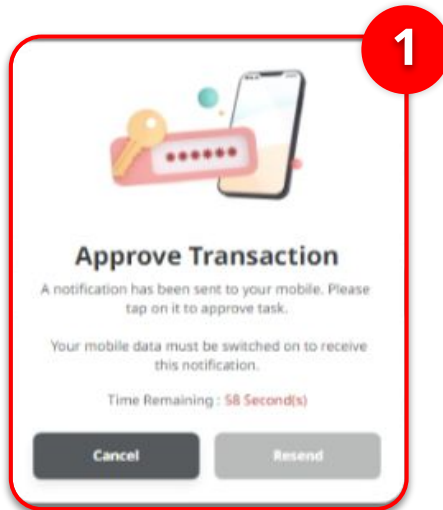 1
Approve Transaction
A notification has been sent to your mobile. Please
tap on it to approve task.
Your mobile data must be switched on to receive
this notification.
Time Remaining : 58 Second(s)
Cancel
Resend